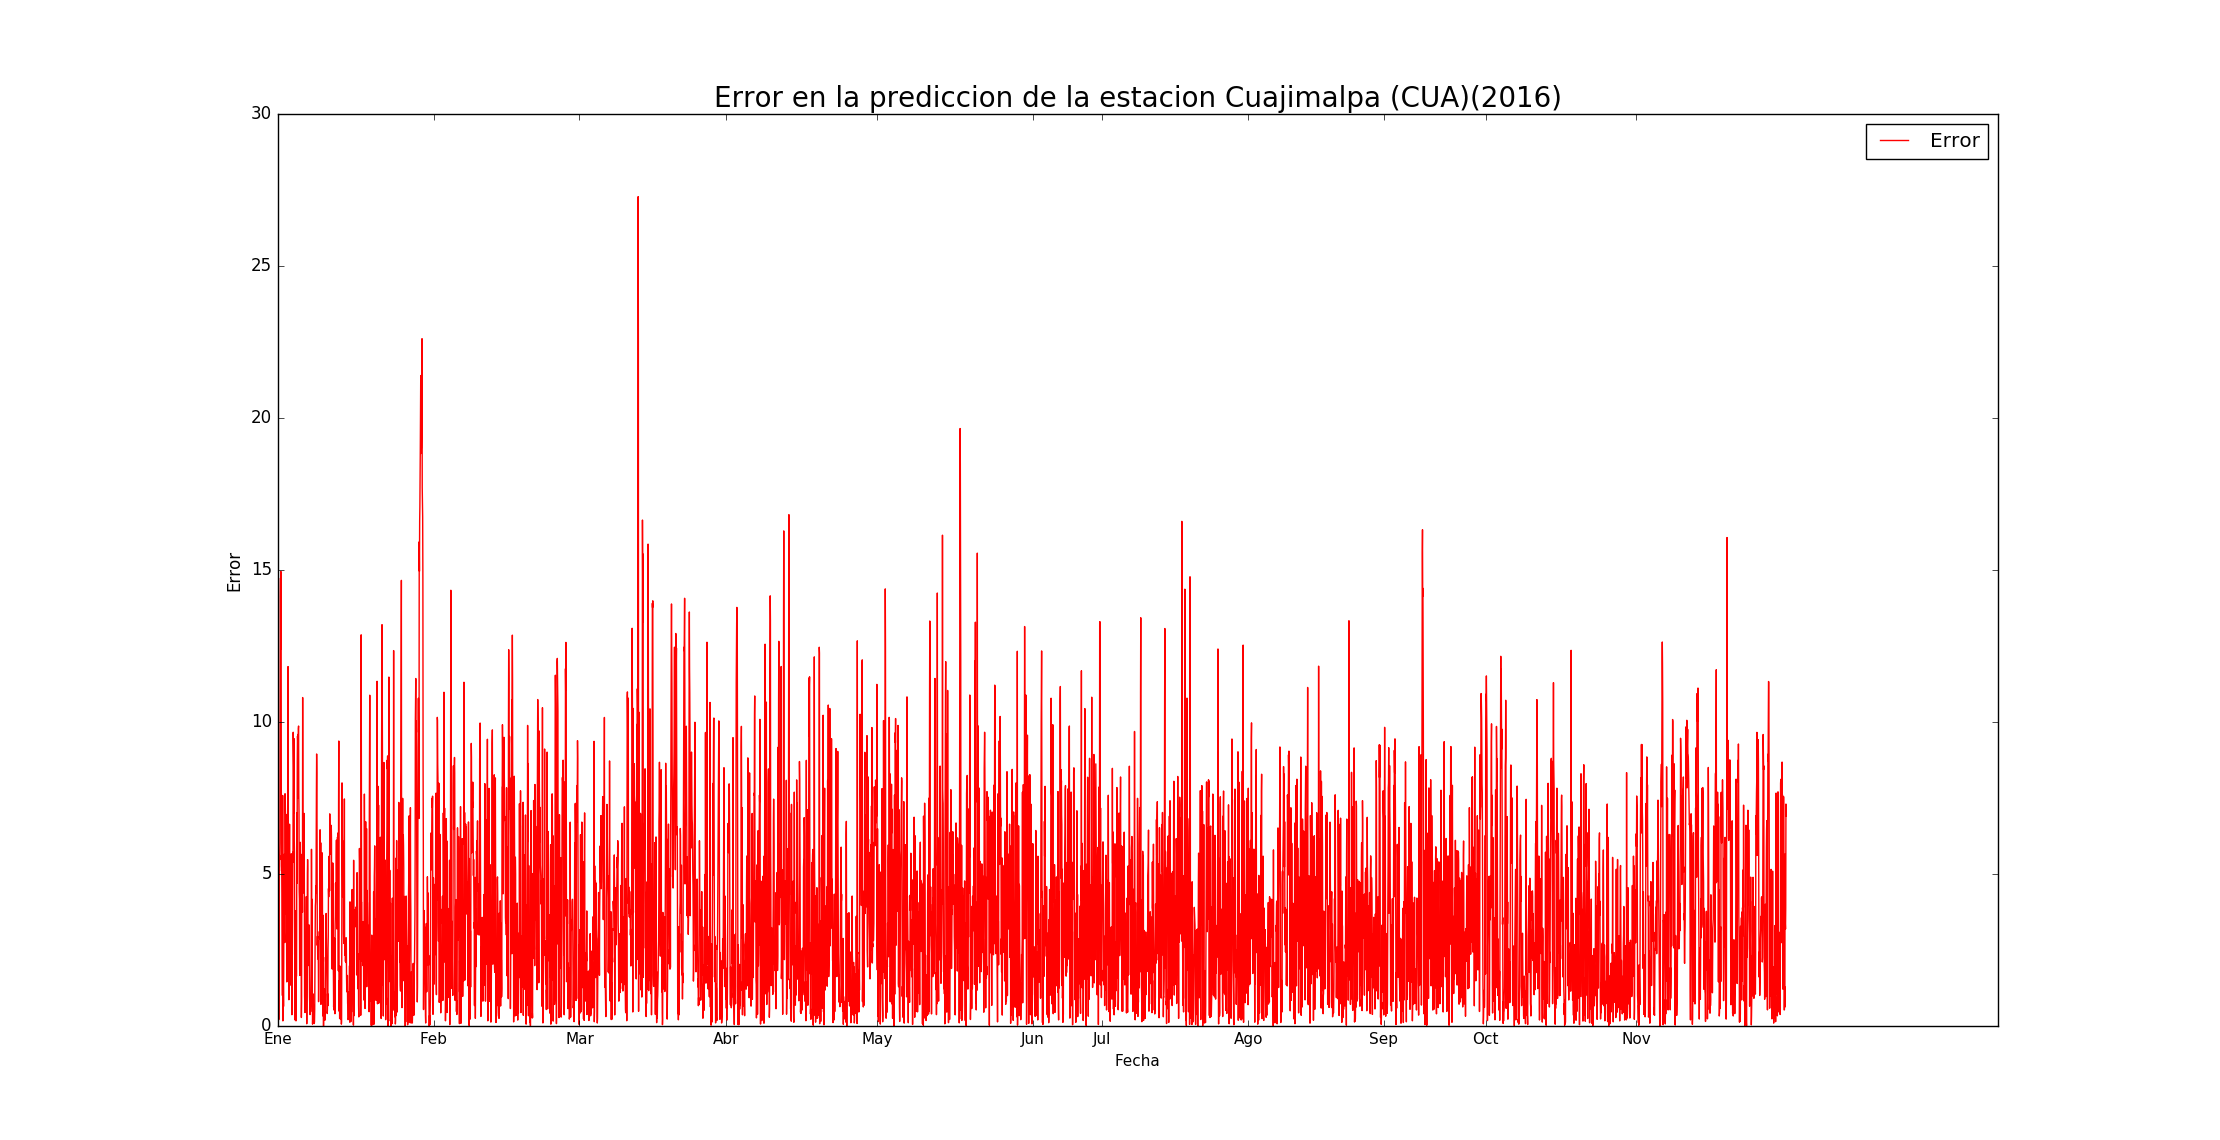 Error en la prediccion de la estacion Cuajimalpa (CUA)(2016)
Error
30
25
20
15
10
5
0
Error
Ene Feb Mar Abr May Jun Jul Ago Sep Oct Nov
Fecha